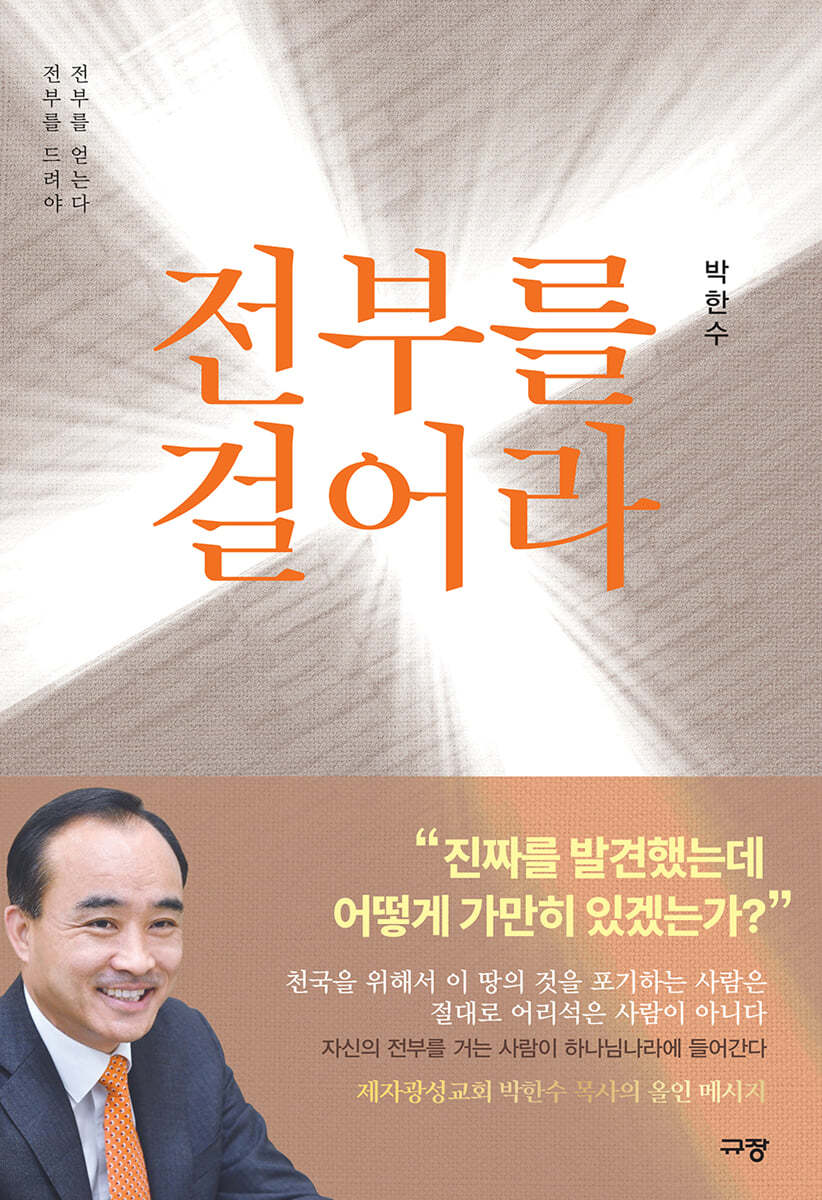 전부를 드려야
전부를 얻는다
전부를
걸어라
박한수
“진짜를 발견했는데
어떻게 가만히 있겠는가?”
천국을 위해서 이 땅의 것을 포기하는 사람은
절대로 어리석은 사람이 아니다
자신의 전부를 거는 사람이 하나님나라에 들어간다
제자광성교회 박한수 목사의 올인 메시지
규장